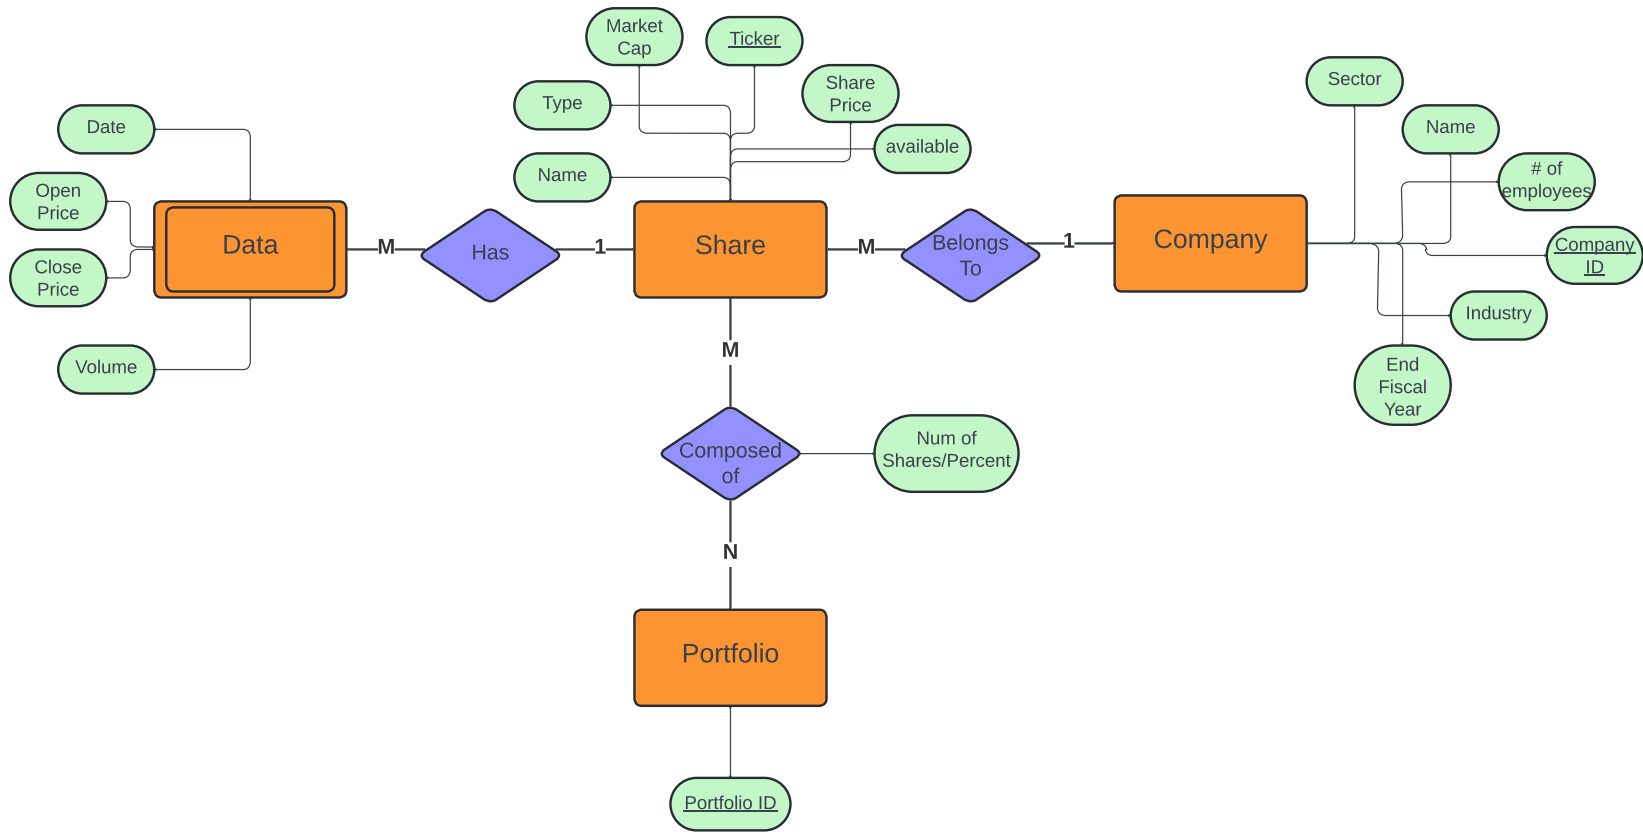 Market
Cap
Ticker
Type
Share
Price
available
Name
Date
Open
Price
Close
Price
Volume
Data
M
Has
1
Share
M
Belongs
To
1
Company
Sector
Name
# of
employees
Company
ID
Industry
End
Fiscal
Year
M
Composed
of
Num of
Shares/Percent
N
Portfolio
Portfolio ID